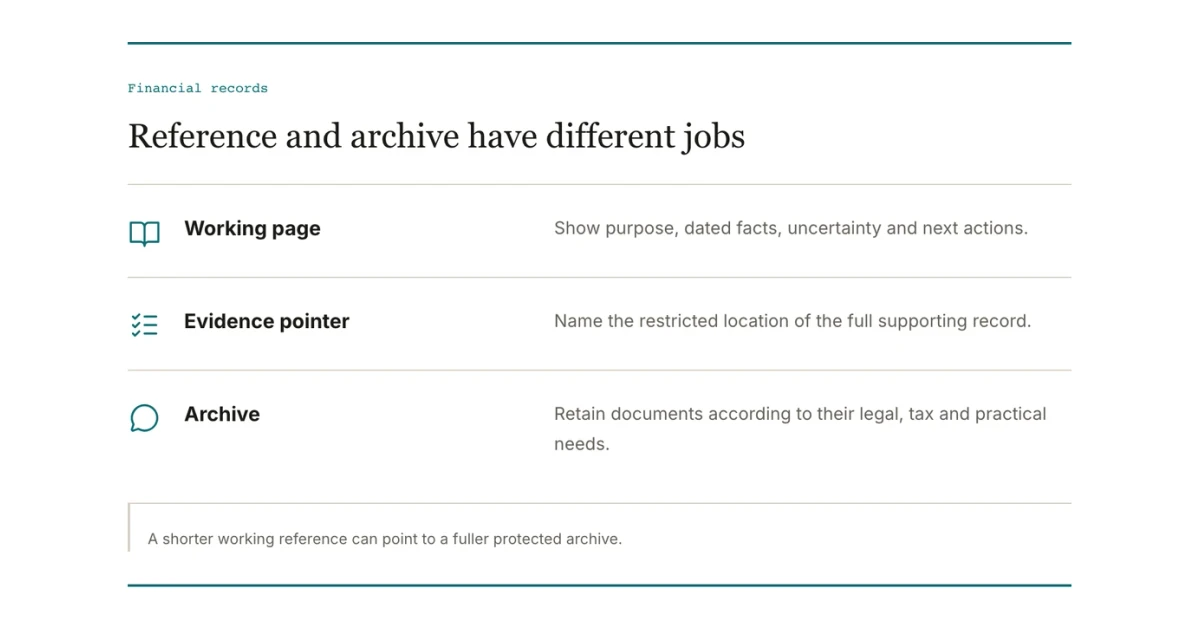 Financial records
Reference and archive have different jobs
Working page
Show purpose, dated facts, uncertainty and next actions.
Evidence pointer
Name the restricted location of the full supporting record.
Archive
Retain documents according to their legal, tax and practical
needs.
A shorter working reference can point to a fuller protected archive.